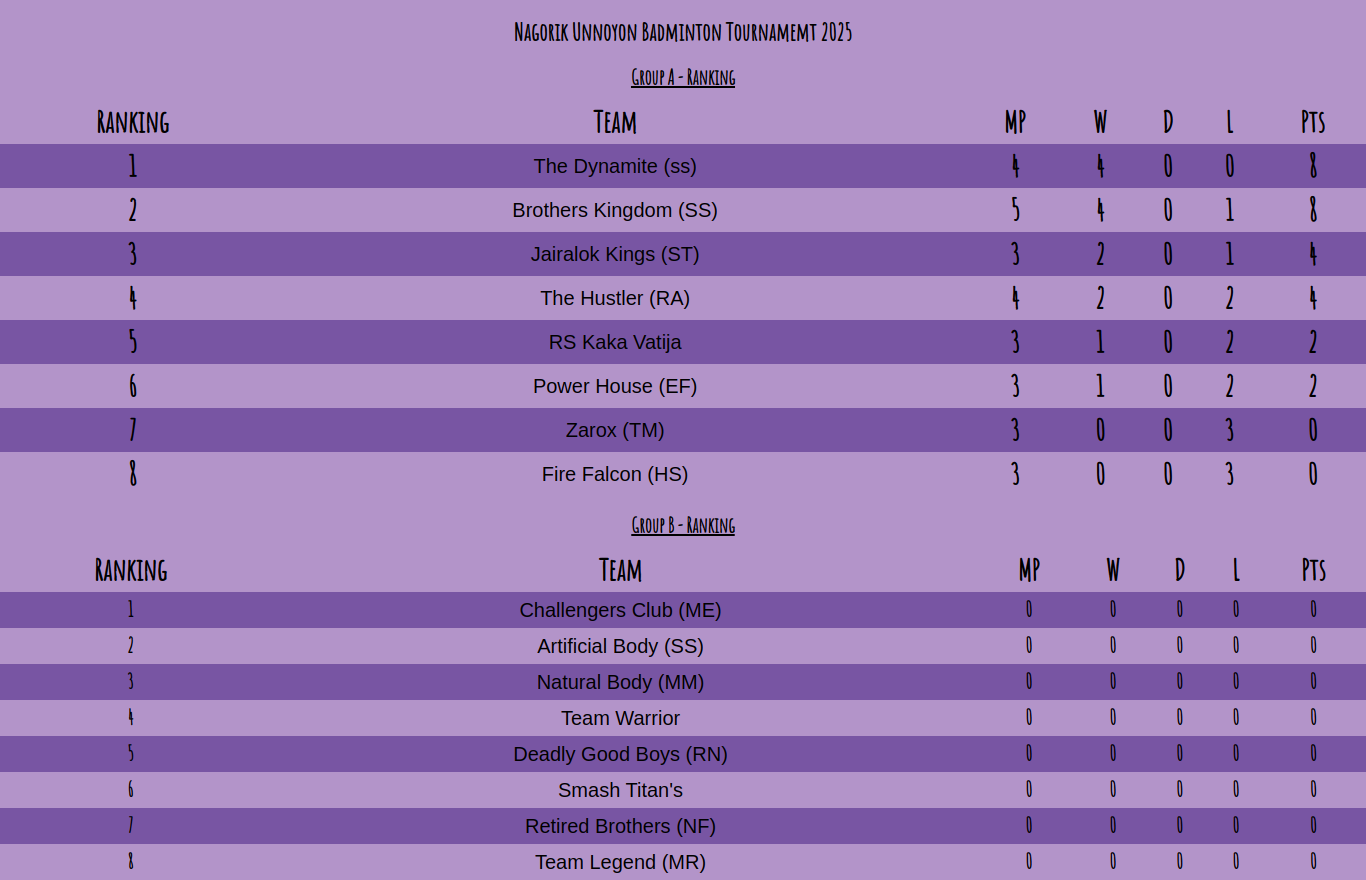 Nagorik Unnoyon Badminton Tournamemt 2025
Group A - Ranking
Ranking Team MP W D L Pts
1 The Dynamite (ss) 4 4 0 0 8
2 Brothers Kingdom (SS) 5 4 0 1 8
3 Jairalok Kings (ST) 3 2 0 1 4
4 The Hustler (RA) 4 2 0 2 4
5 RS Kaka Vatija 3 1 0 2 2
6 Power House (EF) 3 1 0 2 2
7 Zarox (TM) 3 0 0 3 0
8 Fire Falcon (HS) 3 0 0 3 0
Group B - Ranking
Ranking Team MP W D L Pts
1 Challengers Club (ME) 0 0 0 0 0
2 Artificial Body (SS) 0 0 0 0 0
3 Natural Body (MM) 0 0 0 0 0
4 Team Warrior 0 0 0 0 0
5 Deadly Good Boys (RN) 0 0 0 0 0
6 Smash Titan's 0 0 0 0 0
7 Retired Brothers (NF) 0 0 0 0 0
8 Team Legend (MR) 0 0 0 0 0